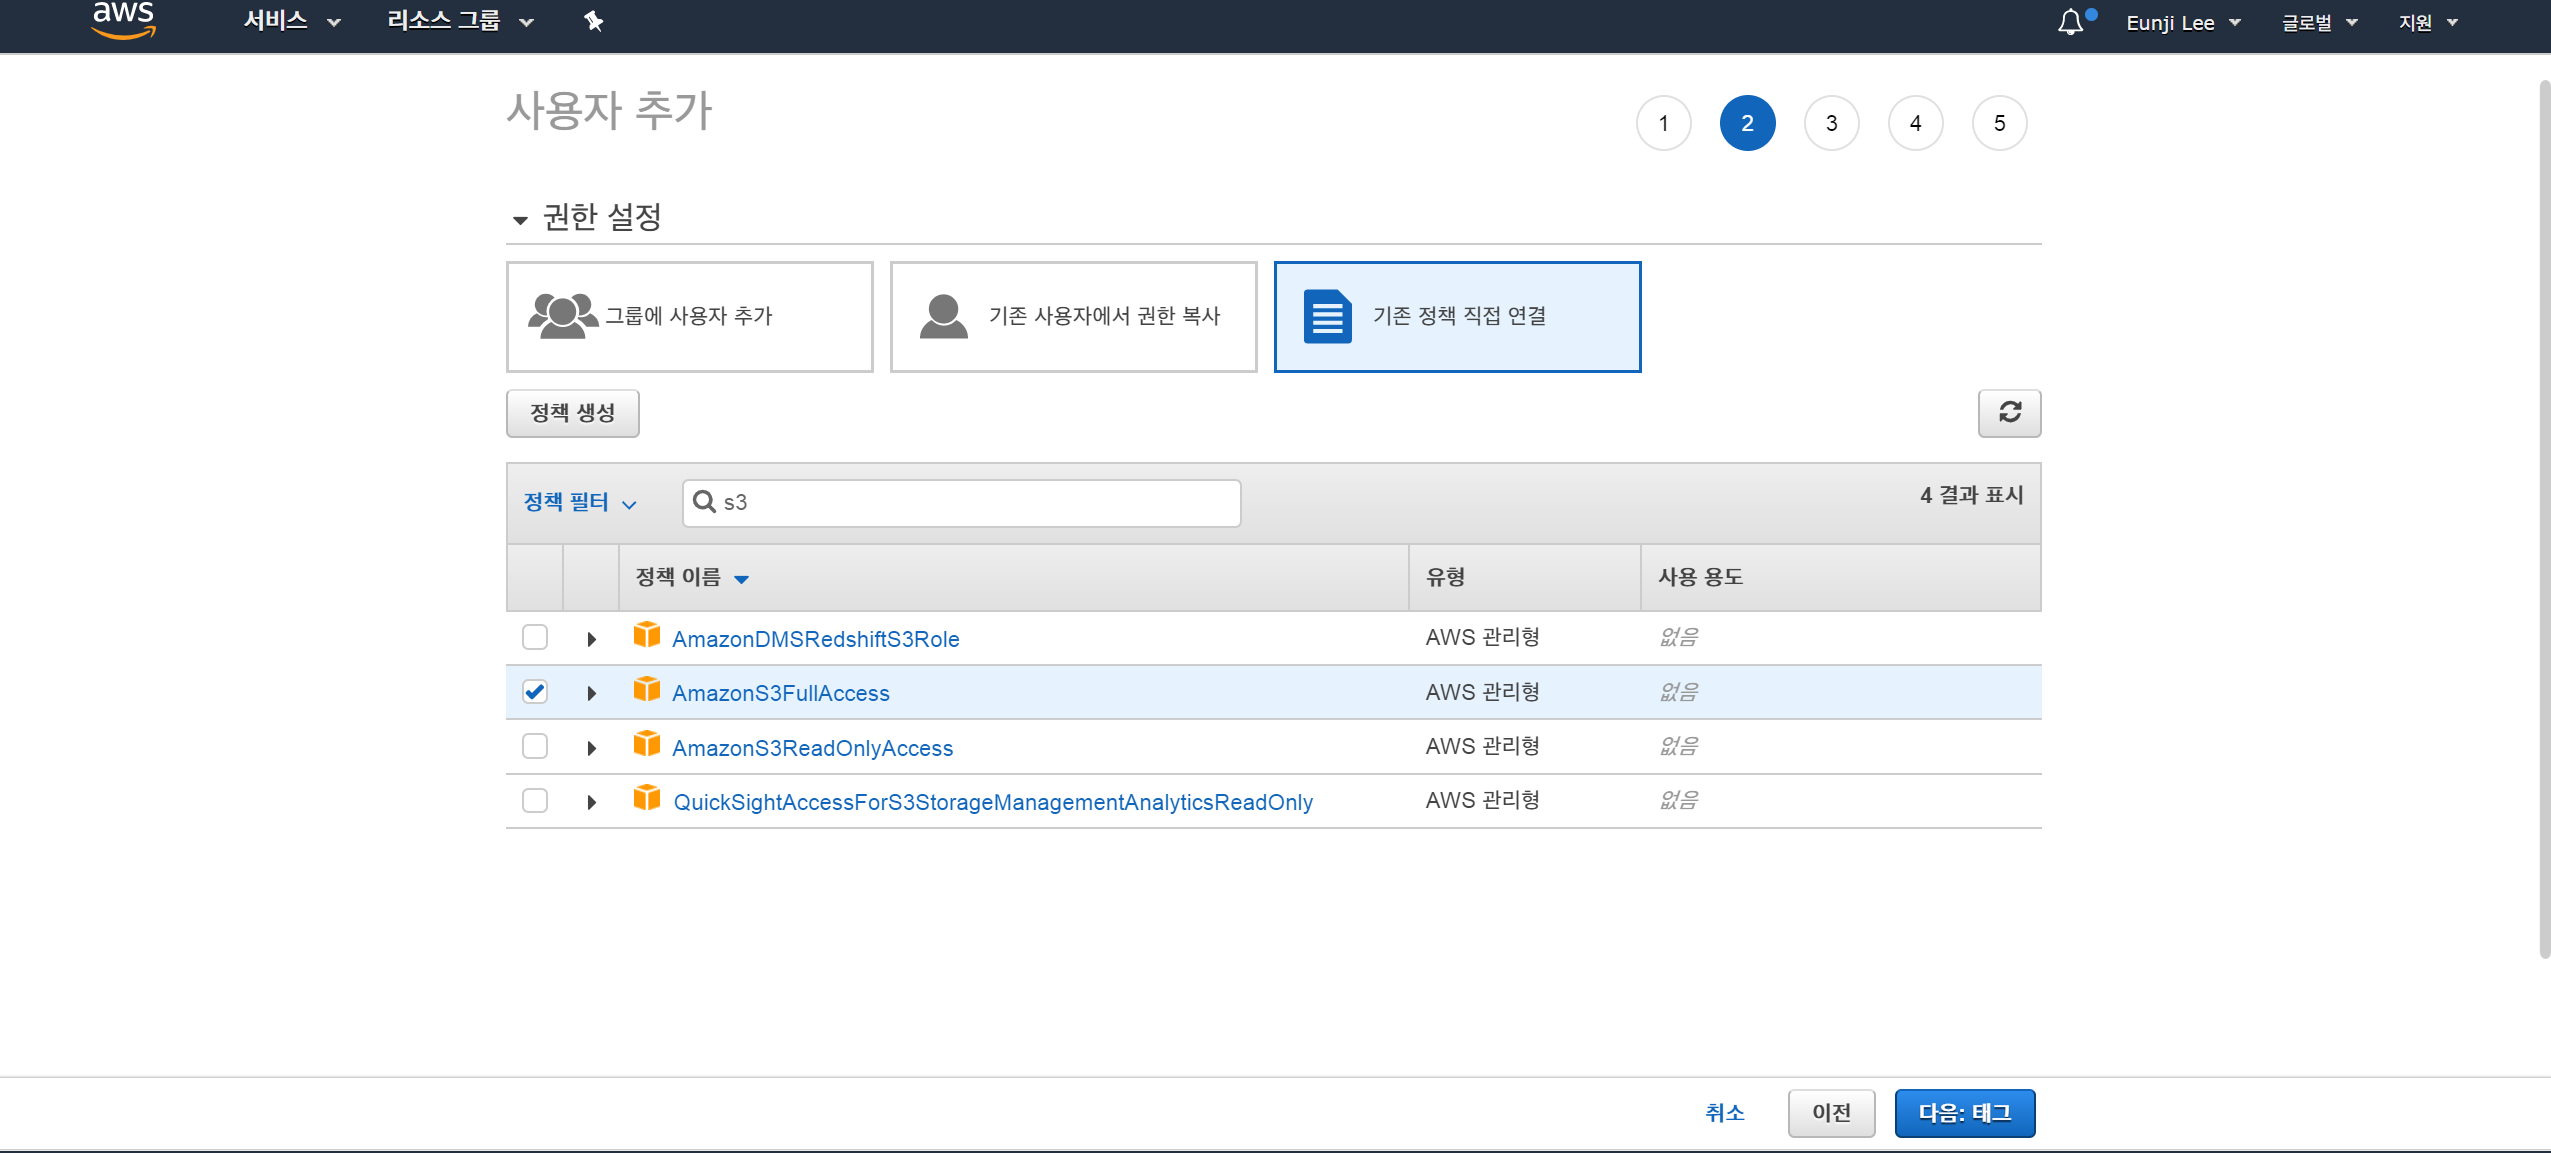 aws 서비스 리소스 그룹 Eunji Lee 글로벌 지원
사용자 추가 1 2 3 4 5
권한 설정
그룹에 사용자 추가 기존 사용자에서 권한 복사 기존 정책 직접 연결
정책 생성
정책 필터 s3 4 결과 표시
정책 이름 유형 사용 용도
AmazonDMSRedshiftS3Role AWS 관리형 없음
AmazonS3FullAccess AWS 관리형 없음
AmazonS3ReadOnlyAccess AWS 관리형 없음
QuickSightAccessForS3StorageManagementAnalyticsReadOnly AWS 관리형 없음
취소 이전 다음: 태그